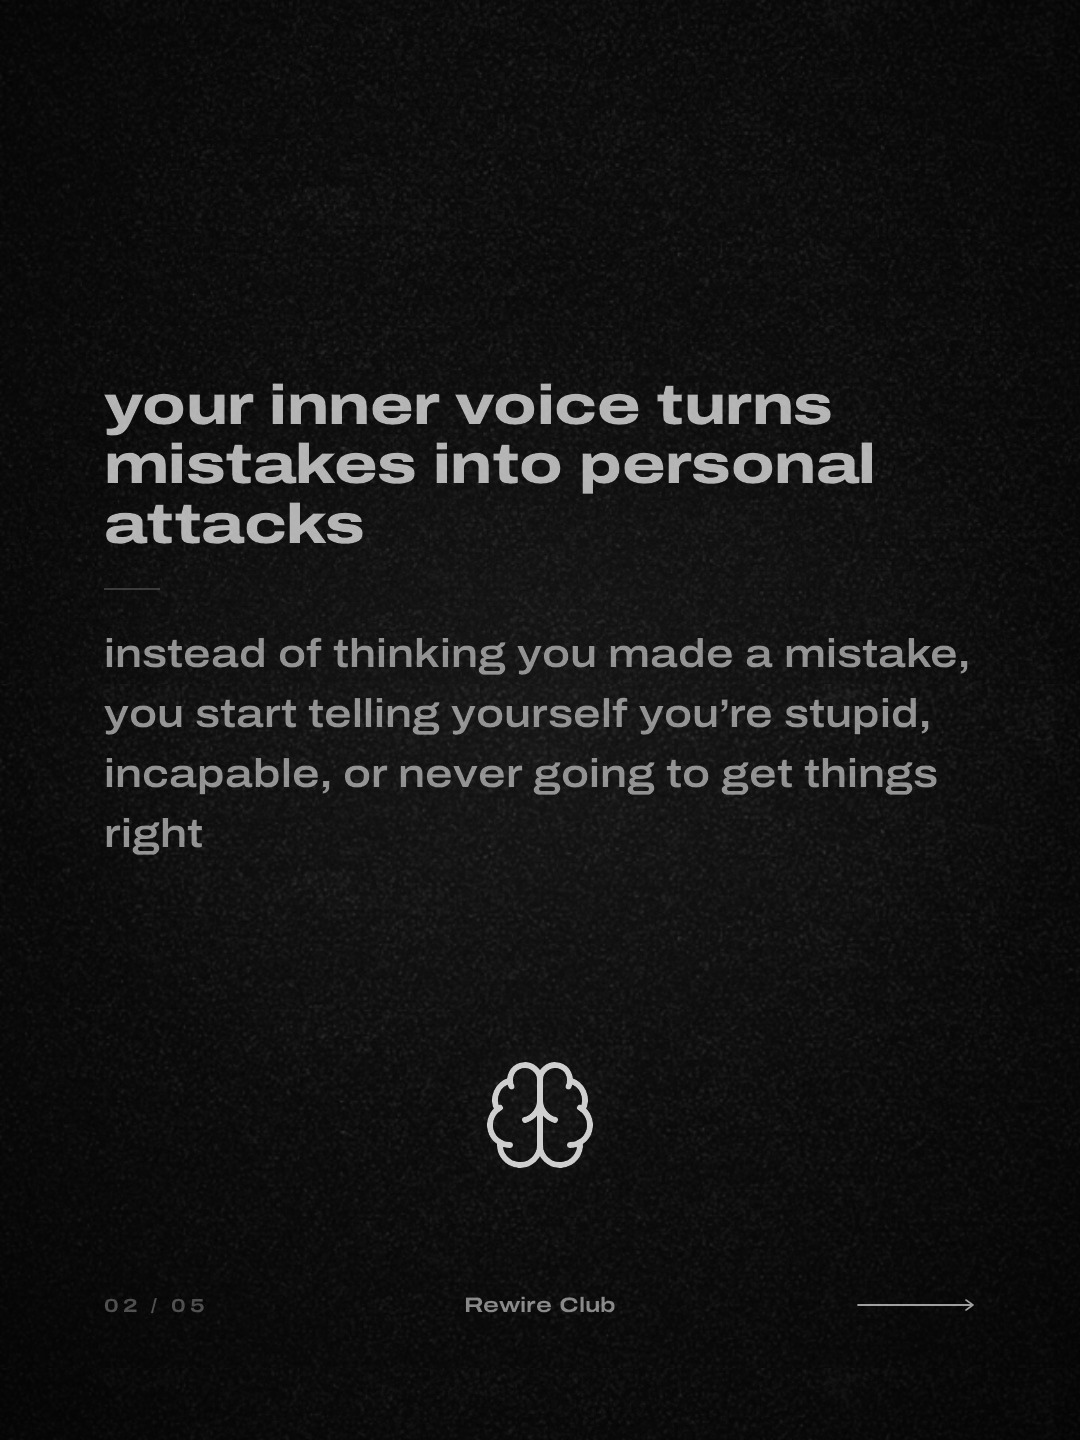 your inner voice turns
mistakes into personal
attacks
instead of thinking you made a mistake,
you start telling yourself you’re stupid,
incapable, or never going to get things
right
02 / 05
Rewire Club